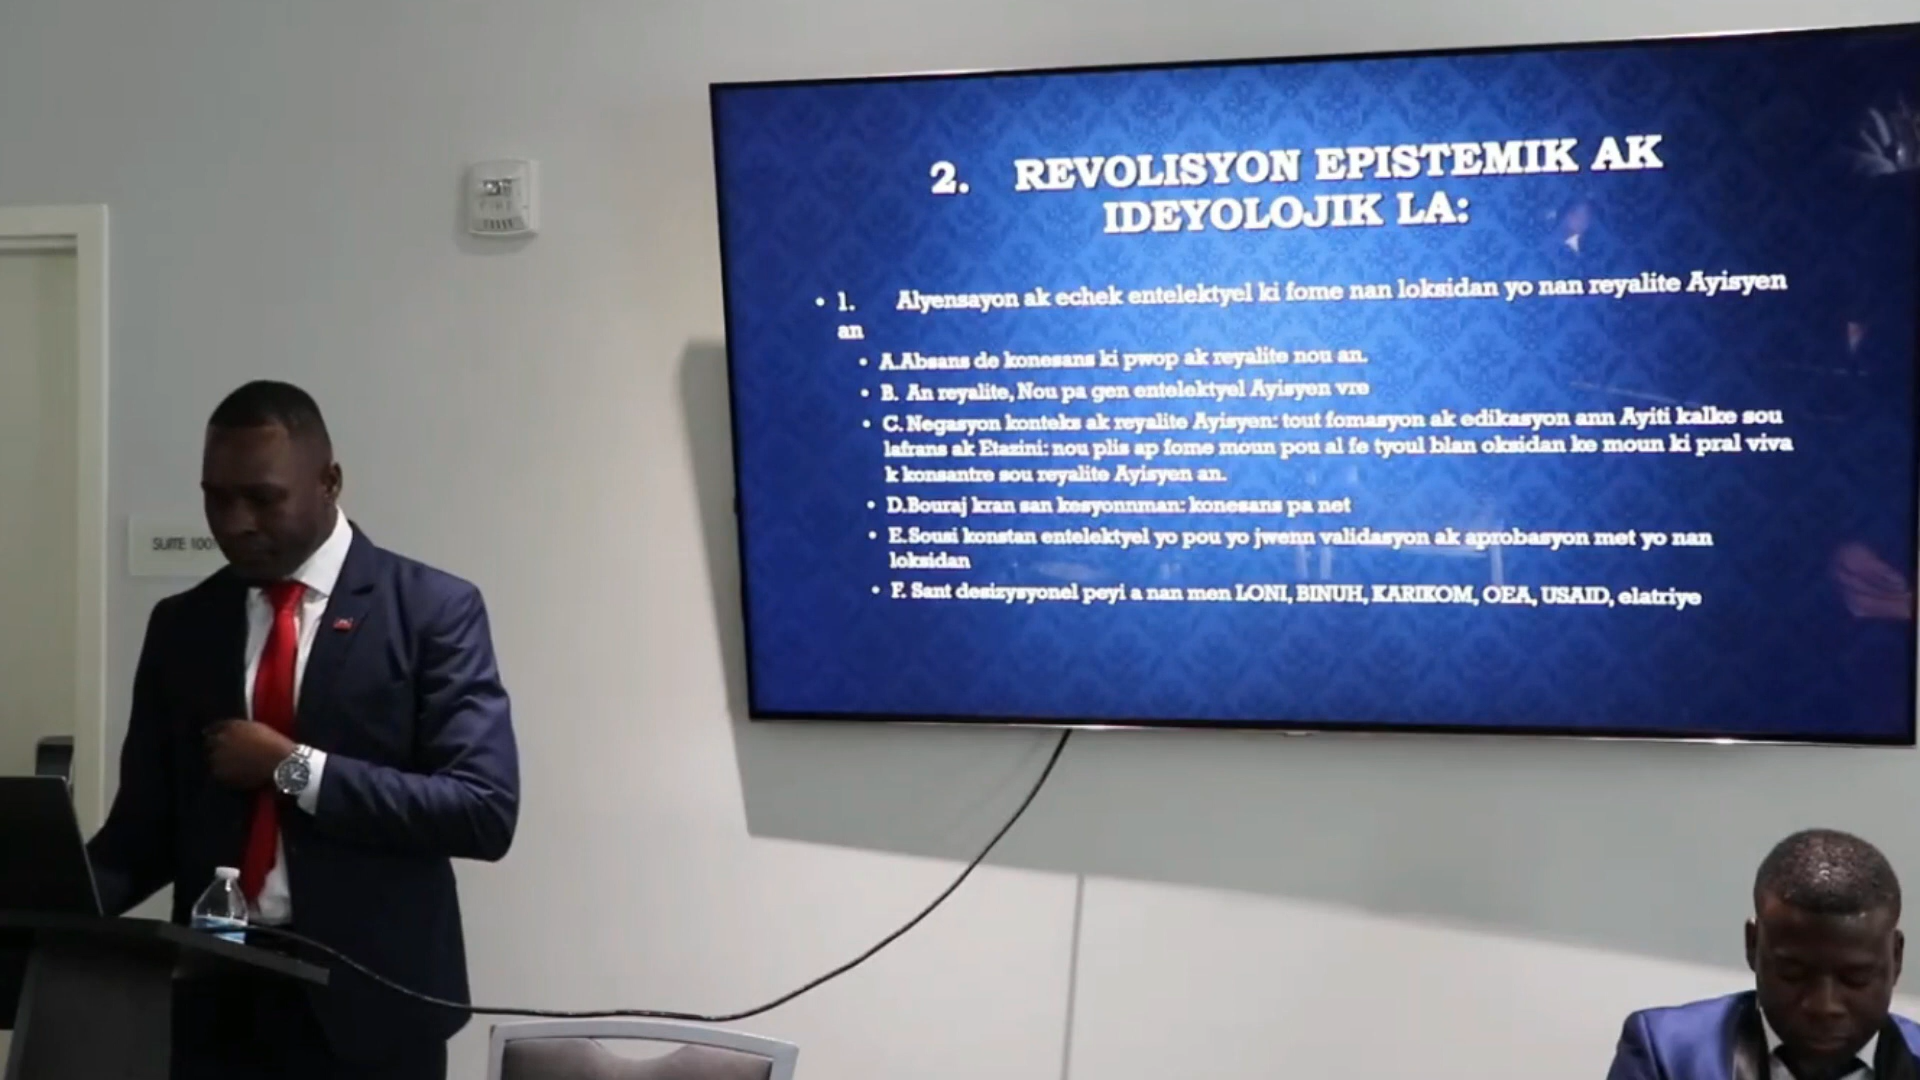 2. REVOLISYON EPISTEMIK AK
IDEYOLOJIK LA:
• 1. Alyensayon ak echek entelektyel ki fome nan loksidan yo nan reyalite Ayisyen
an
• A.Absans de konesans ki pwop ak reyalite nou an.
• B. An reyalite, Nou pa gen entelektyel Ayisyen vre
• C. Negasyon konteks ak reyalite Ayisyen: tout fomasyon ak edikasyon ann Ayiti kalke sou
lafrans ak Etazini: nou plis ap fome moun pou al fe tyoul blan oksidan ke moun ki pral viva
k konsantre sou reyalite Ayisyen an.
• D.Bouraj kran san kesyonnman: konesans pa net
• E.Sousi konstan entelektyel yo pou yo jwenn validasyon ak aprobasyon met yo nan
loksidan
• F. Sant desizysyonel peyi a nan men LONI, BINUH, KARIKOM, OEA, USAID, elatriye
FIRE
SUITE 100